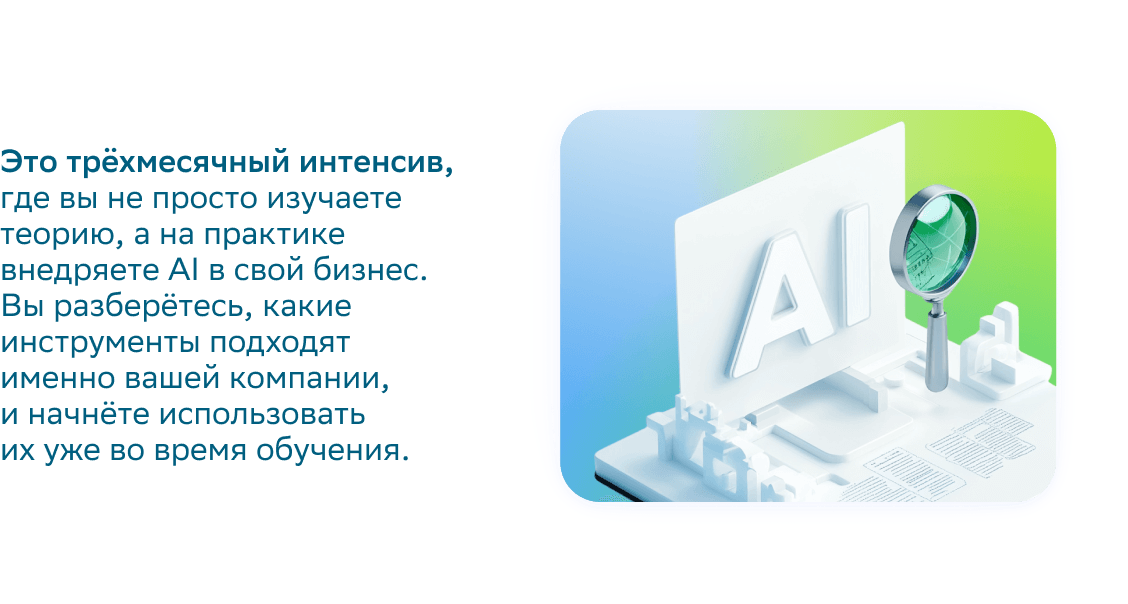 Это трёхмесячный интенсив,
где вы не просто изучаете
теорию, а на практике
внедряете AI в свой бизнес.
Вы разберётесь, какие
инструменты подходят
именно вашей компании,
и начнёте использовать
их уже во время обучения.
AI